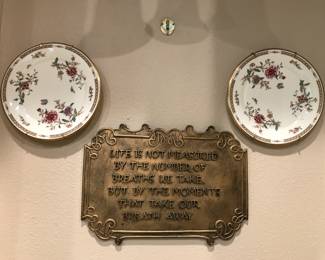 LIFE IS NOT MEASURED
BY THE NUMBER OF
BREATHS WE TAKE,
BUT BY THE MOMENTS
THAT TAKE OUR
BREATH AWAY